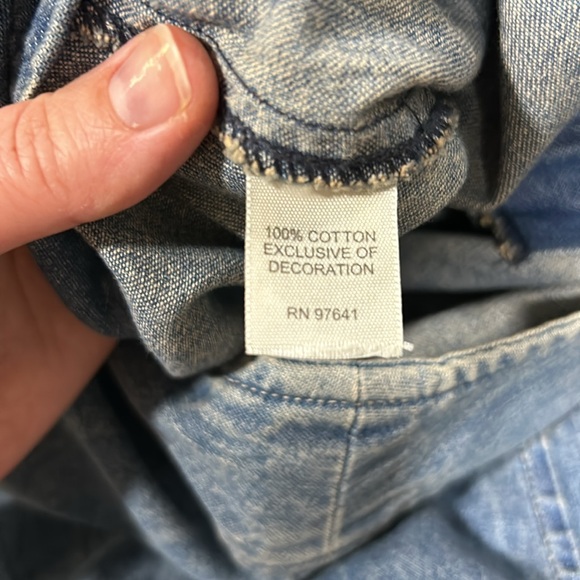 100% COTTON
EXCLUSIVE OF
DECORATION
RN 97641